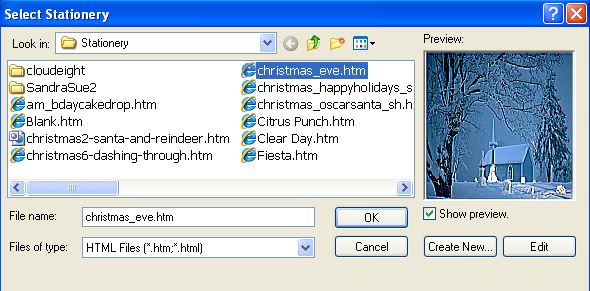 Select Stationery
Look in: Stationery
Preview:
cloudeight
SandraSue2
am_bdaycakedrop.htm
Blank.htm
christmas2-santa-and-reindeer.htm
christmas6-dashing-through.htm
christmas_eve.htm
christmas_happyholidays_s
christmas_oscarsanta_sh.h
Citrus Punch.htm
Clear Day.htm
Fiesta.htm
File name: christmas_eve.htm OK
Show preview.
Files of type: HTML Files (*.htm;*.html) Cancel Create New... Edit